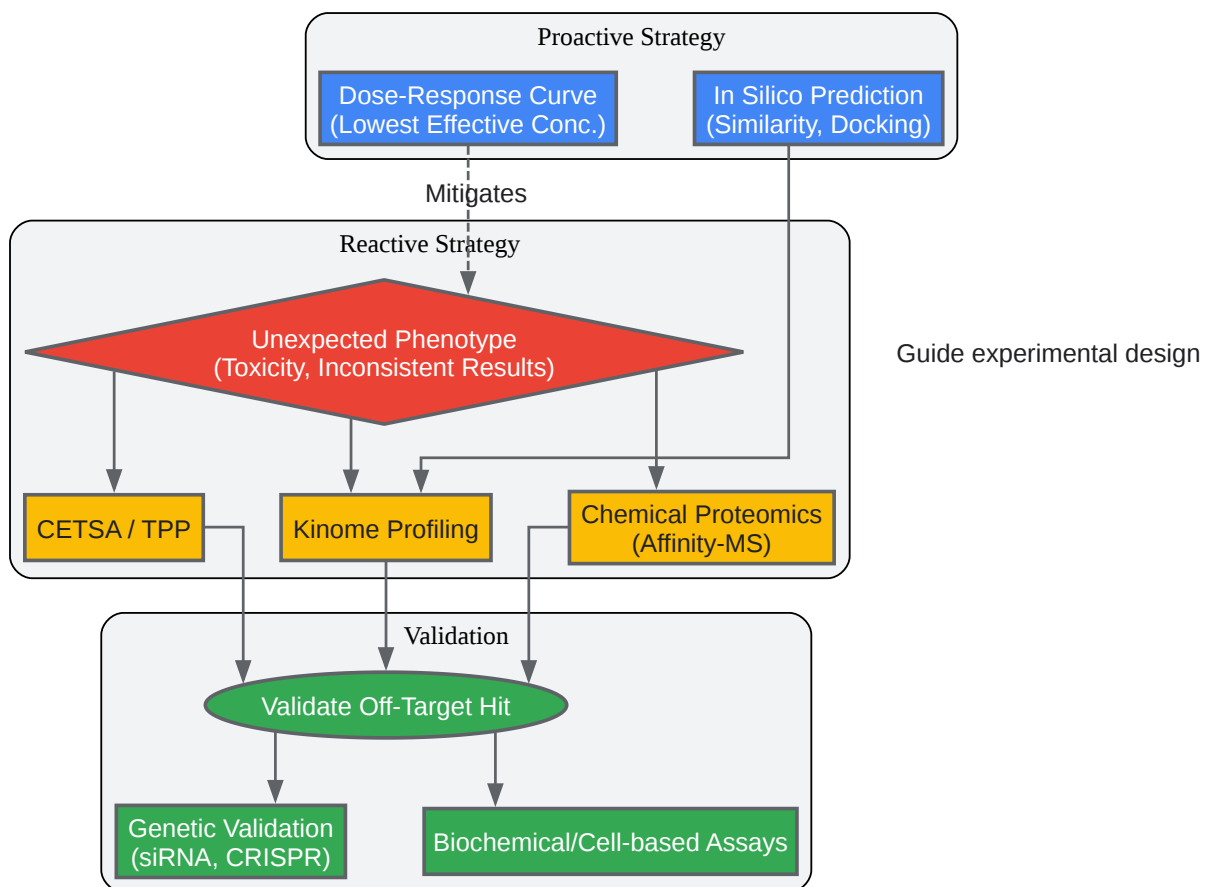 Proactive Strategy
Dose-Response Curve
(Lowest Effective Conc.)
In Silico Prediction
(Similarity, Docking)
Mitigates
Reactive Strategy
Unexpected Phenotype
(Toxicity, Inconsistent Results)
Guide experimental design
CETSA / TPP
Kinome Profiling
Chemical Proteomics
(Affinity-MS)
Validation
Validate Off-Target Hit
Genetic Validation
(siRNA, CRISPR)
Biochemical/Cell-based Assays